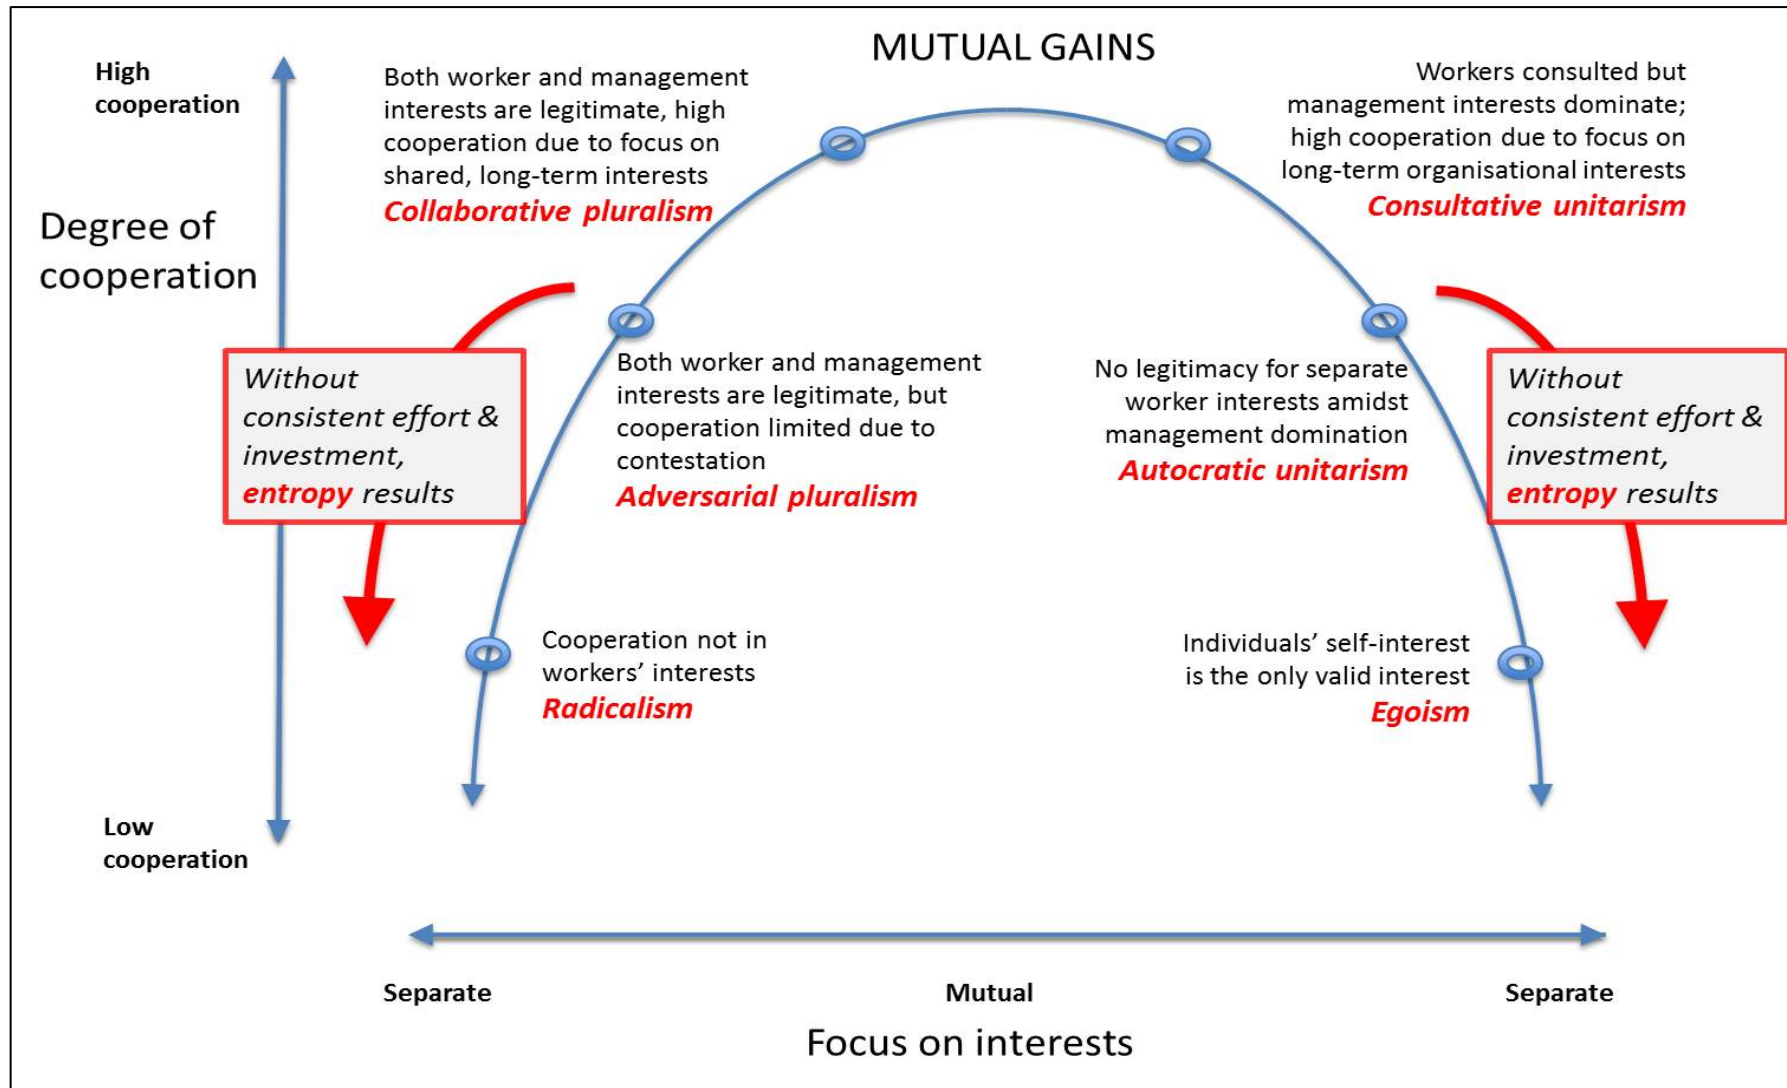 MUTUAL GAINS
High
cooperation
Both worker and management
interests are legitimate, high
cooperation due to focus on
shared, long-term interests
Collaborative pluralism
Workers consulted but
management interests dominate;
high cooperation due to focus on
long-term organisational interests
Consultative unitarism
Degree of
cooperation
Without
consistent effort &
investment,
entropy results
Both worker and management
interests are legitimate, but
cooperation limited due to
contestation
Adversarial pluralism
No legitimacy for separate
worker interests amidst
management domination
Autocratic unitarism
Without
consistent effort &
investment,
entropy results
Cooperation not in
workers’ interests
Radicalism
Individuals’ self-interest
is the only valid interest
Egoism
Low
cooperation
Separate
Mutual
Separate
Focus on interests